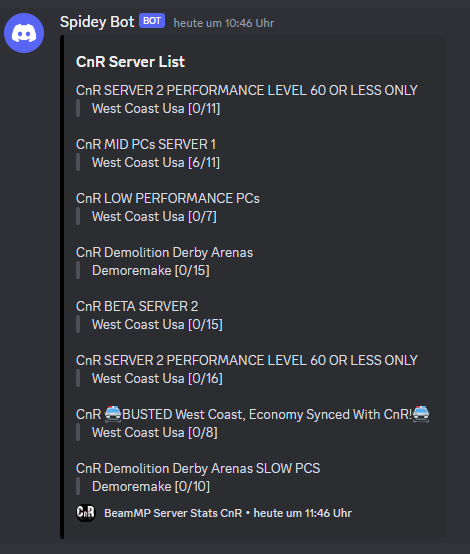 Spidey Bot BOT heute um 10:46 Uhr
CnR Server List
CnR SERVER 2 PERFORMANCE LEVEL 60 OR LESS ONLY
West Coast Usa [0/11]
CnR MID PCs SERVER 1
West Coast Usa [6/11]
CnR LOW PERFORMANCE PCs
West Coast Usa [0/7]
CnR Demolition Derby Arenas
Demoremake [0/15]
CnR BETA SERVER 2
West Coast Usa [0/15]
CnR SERVER 2 PERFORMANCE LEVEL 60 OR LESS ONLY
West Coast Usa [0/16]
CnR 🚔BUSTED West Coast, Economy Synced With CnR!🚔
West Coast Usa [0/8]
CnR Demolition Derby Arenas SLOW PCS
Demoremake [0/10]
CnR BeamMP Server Stats CnR • heute um 11:46 Uhr